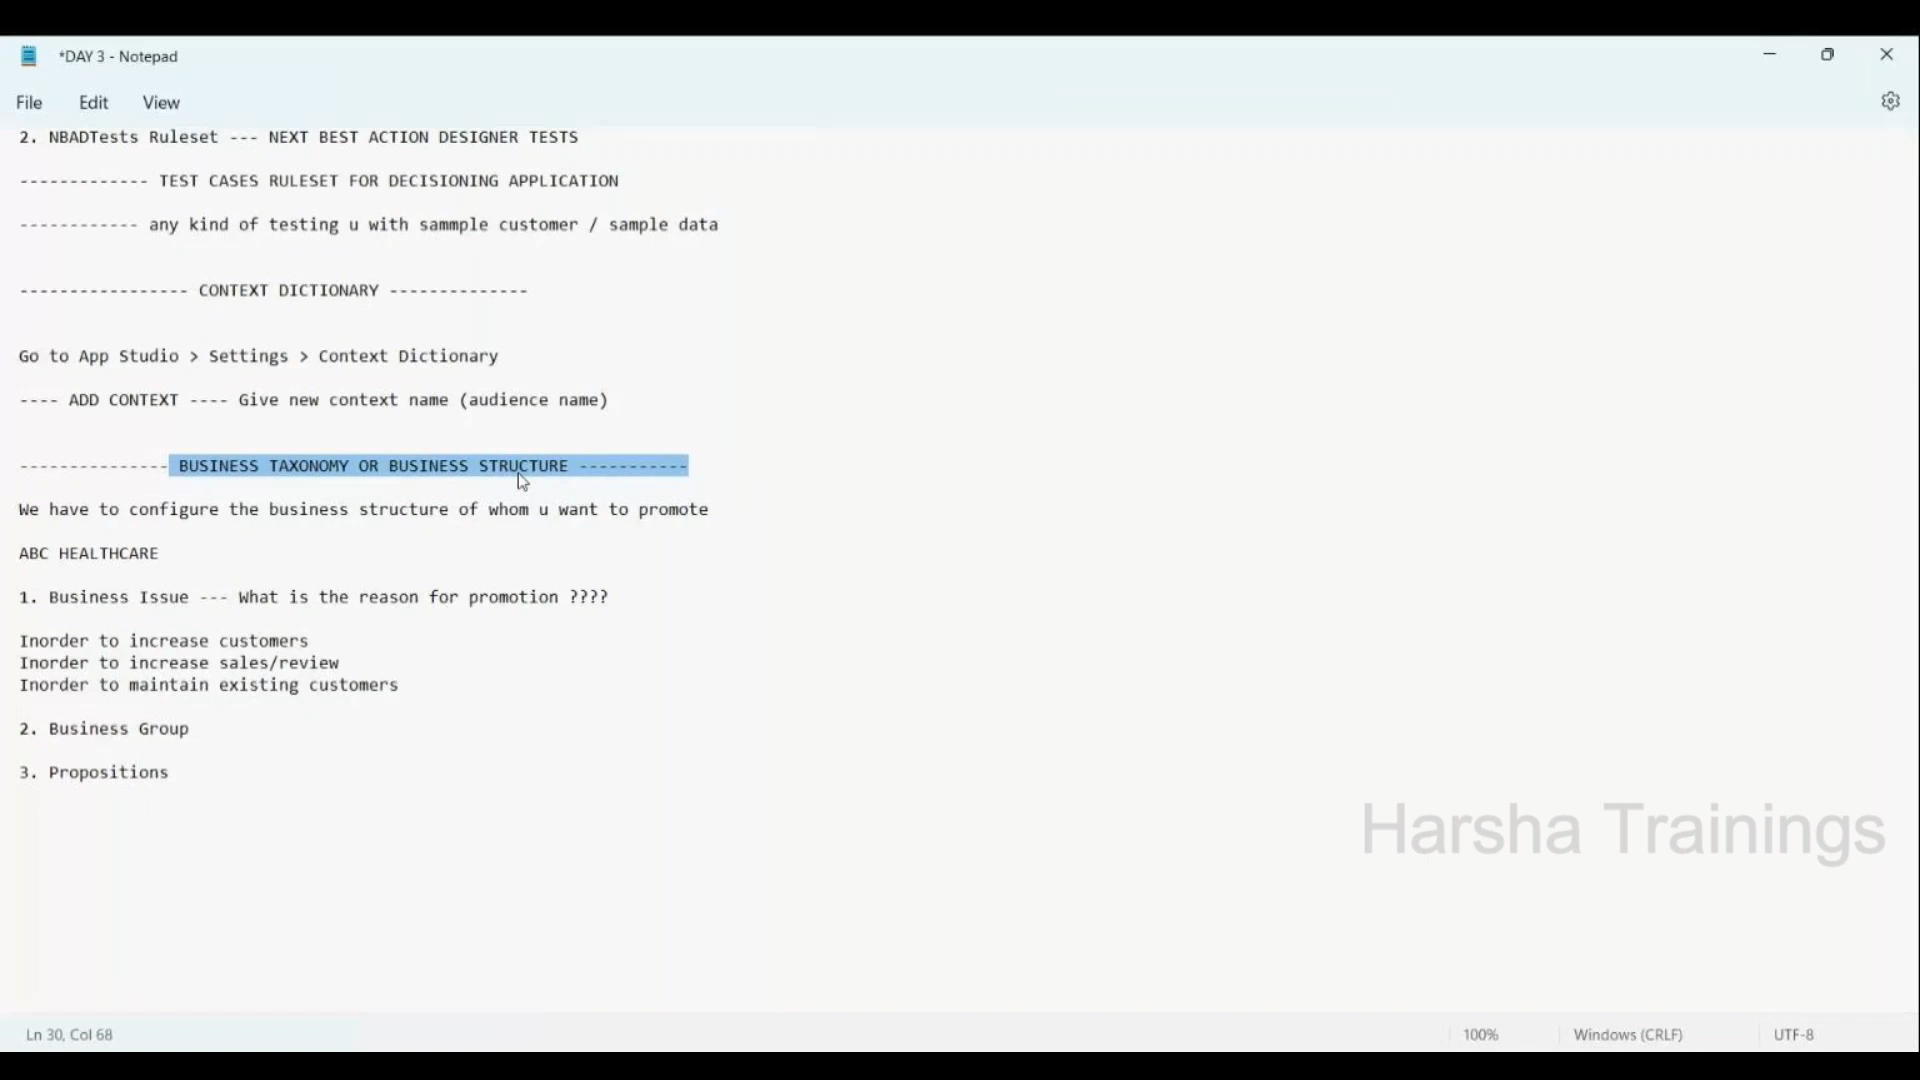 *DAY 3 - Notepad
File Edit View
2. NBADTests Ruleset --- NEXT BEST ACTION DESIGNER TESTS
------------- TEST CASES RULESET FOR DECISIONING APPLICATION
------------ any kind of testing u with sammple customer / sample data
----------------- CONTEXT DICTIONARY --------------
Go to App Studio > Settings > Context Dictionary
---- ADD CONTEXT ---- Give new context name (audience name)
--------------- BUSINESS TAXONOMY OR BUSINESS STRUCTURE -----------
We have to configure the business structure of whom u want to promote
ABC HEALTHCARE
1. Business Issue --- What is the reason for promotion ????
Inorder to increase customers
Inorder to increase sales/review
Inorder to maintain existing customers
2. Business Group
3. Propositions
Harsha Trainings
Ln 30, Col 68 100% Windows (CRLF) UTF-8